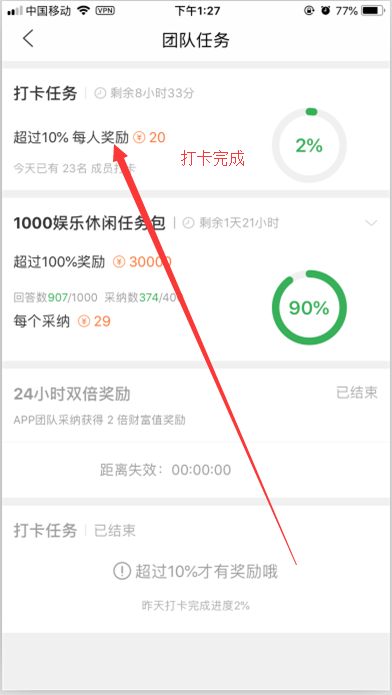 中国移动 VPN 下午1:27 77%
团队任务
打卡任务 剩余8小时33分
超过10% 每人奖励 20
2%
打卡完成
今天已有 23名 成员打卡
1000娱乐休闲任务包 剩余1天21小时
超过100%奖励 30000
回答数907/1000 采纳数374/40
每个采纳 29
90%
24小时双倍奖励 已结束
APP团队采纳获得 2 倍财富值奖励
距离失效: 00:00:00
打卡任务 已结束
超过10%才有奖励哦
昨天打卡完成进度2%